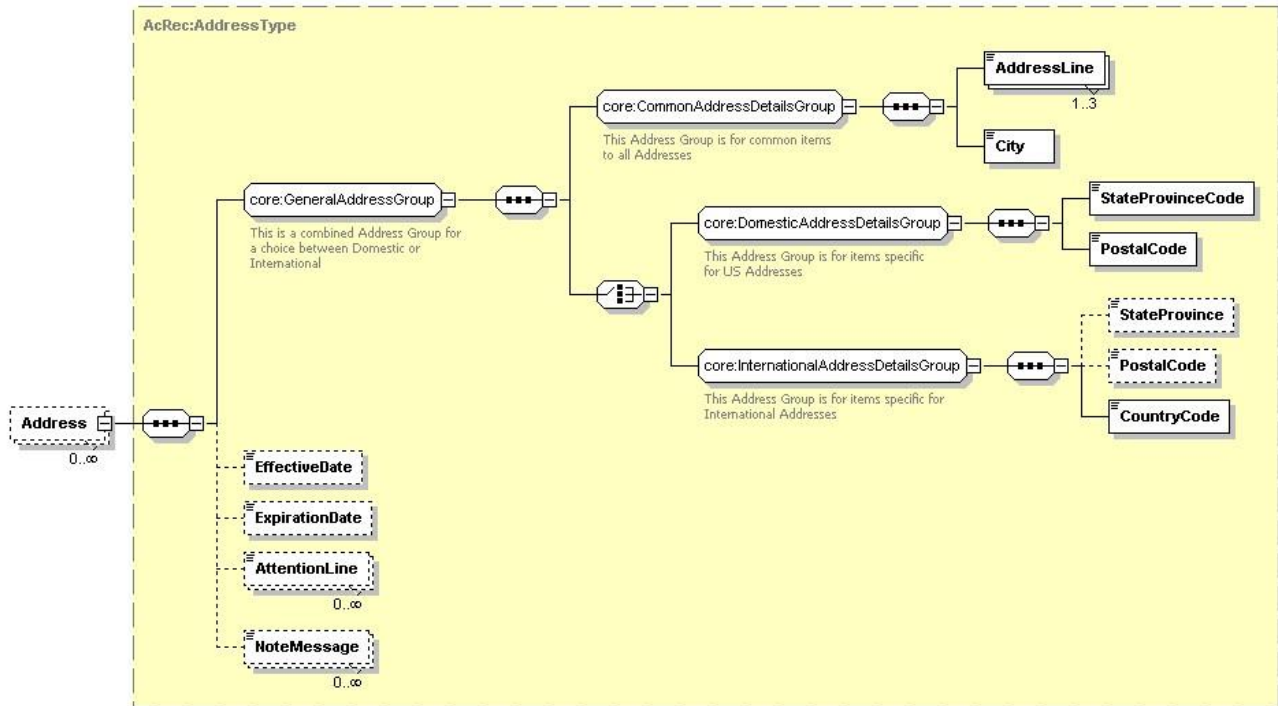 AcRec:AddressType
AddressLine
1..3
core:CommonAddressDetailsGroup
This Address Group is for common items
to all Addresses
City
core:GeneralAddressGroup
This is a combined Address Group for
a choice between Domestic or
International
core:DomesticAddressDetailsGroup
This Address Group is for items specific
for US Addresses
StateProvinceCode
PostalCode
core:InternationalAddressDetailsGroup
This Address Group is for items specific for
International Addresses
StateProvince
PostalCode
CountryCode
Address
0..∞
EffectiveDate
ExpirationDate
AttentionLine
0..∞
NoteMessage
0..∞